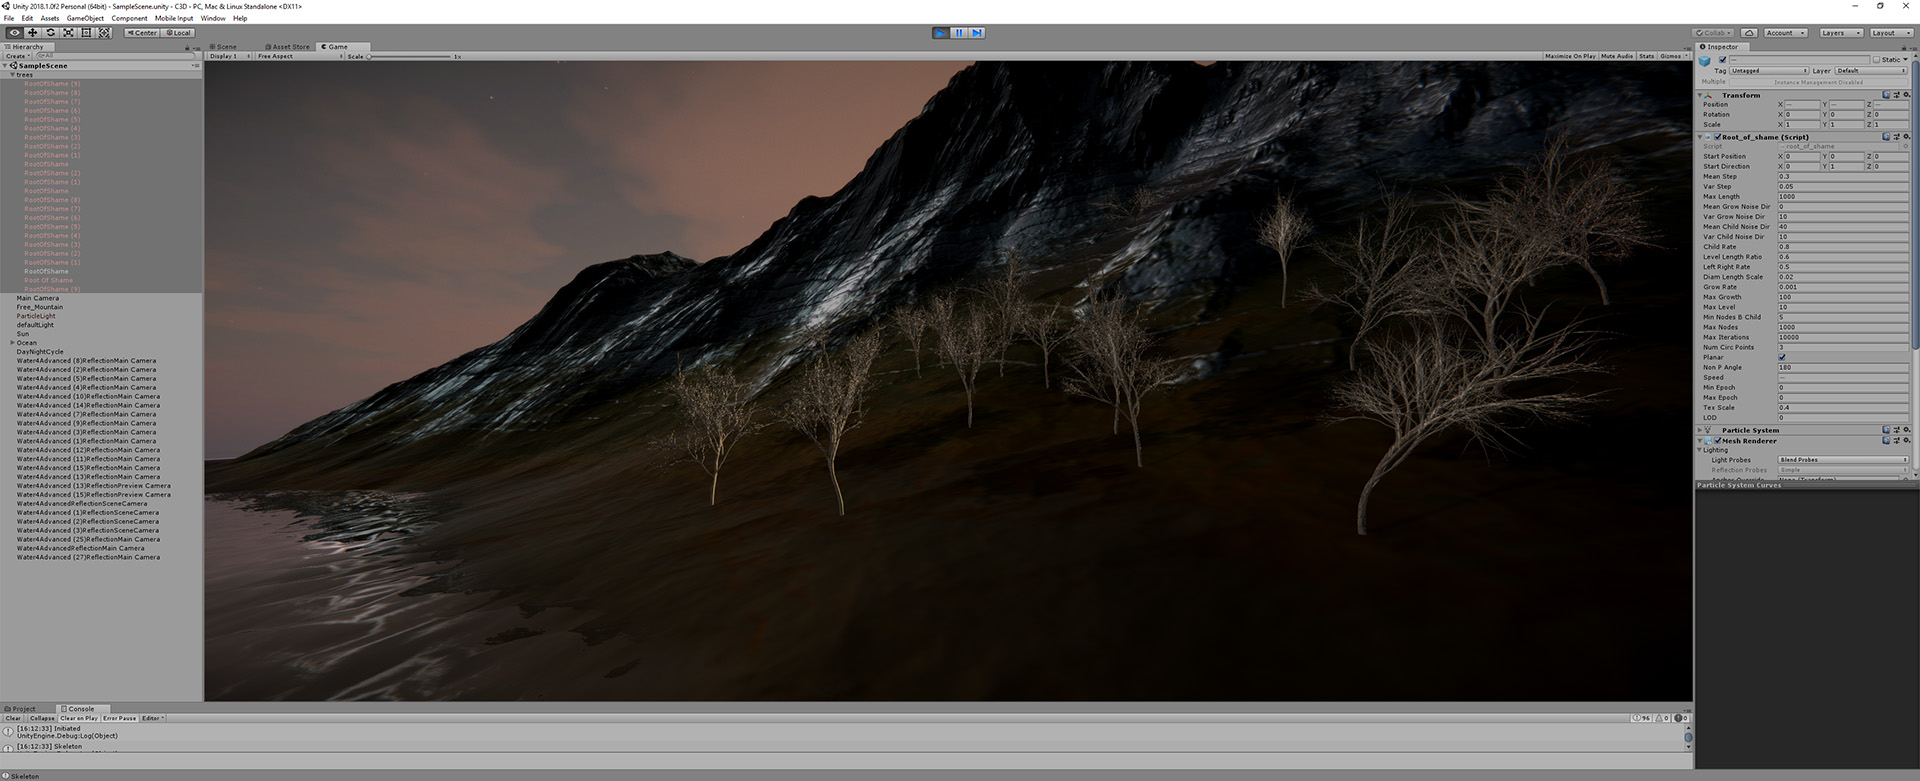 Unity 2018.1.0f2 Personal (64bit) - SampleScene.unity - C3D - PC, Mac & Linux Standalone <DX11>
File Edit Assets GameObject Component Mobile Input Window Help
Center Local
Collab Account Layers Layout
Hierarchy
Create All
SampleScene
trees
RootOfShame (9)
RootOfShame (8)
RootOfShame (7)
RootOfShame (6)
RootOfShame (5)
RootOfShame (4)
RootOfShame (3)
RootOfShame (2)
RootOfShame (1)
RootOfShame
RootOfShame (2)
RootOfShame (1)
RootOfShame
RootOfShame (8)
RootOfShame (7)
RootOfShame (6)
RootOfShame (5)
RootOfShame (4)
RootOfShame (3)
RootOfShame (2)
RootOfShame (1)
RootOfShame
Root Of Shame
RootOfShame (9)
Main Camera
Free_Mountain
ParticleLight
defaultLight
Sun
Ocean
DayNightCycle
Water4Advanced (8)ReflectionMain Camera
Water4Advanced (2)ReflectionMain Camera
Water4Advanced (5)ReflectionMain Camera
Water4Advanced (4)ReflectionMain Camera
Water4Advanced (10)ReflectionMain Camera
Water4Advanced (14)ReflectionMain Camera
Water4Advanced (7)ReflectionMain Camera
Water4Advanced (9)ReflectionMain Camera
Water4Advanced (3)ReflectionMain Camera
Water4Advanced (1)ReflectionMain Camera
Water4Advanced (12)ReflectionMain Camera
Water4Advanced (11)ReflectionMain Camera
Water4Advanced (15)ReflectionMain Camera
Water4Advanced (13)ReflectionMain Camera
Water4Advanced (13)ReflectionPreview Camera
Water4Advanced (15)ReflectionPreview Camera
Water4AdvancedReflectionSceneCamera
Water4Advanced (1)ReflectionSceneCamera
Water4Advanced (2)ReflectionSceneCamera
Water4Advanced (3)ReflectionSceneCamera
Water4Advanced (25)ReflectionMain Camera
Water4AdvancedReflectionMain Camera
Water4Advanced (27)ReflectionMain Camera
Scene Asset Store Game
Display 1 Free Aspect Scale 1x
Maximize On Play Mute Audio Stats Gizmos
Inspector
Static
Tag Untagged Layer Default
Multiple Instance Management Disabled
Transform
Position X — Y — Z —
Rotation X 0 Y 0 Z 0
Scale X 1 Y 1 Z 1
Root_of_shame (Script)
Script root_of_shame
Start Position X 0 Y 0 Z 0
Start Direction X 0 Y 1 Z 0
Mean Step 0.3
Var Step 0.05
Max Length 1000
Mean Grow Noise Dir 0
Var Grow Noise Dir 10
Mean Child Noise Dir 40
Var Child Noise Dir 10
Child Rate 0.8
Level Length Ratio 0.6
Left Right Rate 0.5
Diam Length Scale 0.02
Grow Rate 0.001
Max Growth 100
Max Level 10
Min Nodes B Child 5
Max Nodes 1000
Max Iterations 10000
Num Circ Points 3
Planar
Non P Angle 180
Speed —
Min Epoch 0
Max Epoch 0
Tex Scale 0.4
LOD 0
Particle System
Mesh Renderer
Lighting
Light Probes Blend Probes
Reflection Probes Simple
Anchor Override None (Transform)
Particle System Curves
Project Console
Clear Collapse Clear on Play Error Pause Editor
96 0 0
[16:12:33] Initiated
UnityEngine.Debug:Log(Object)
[16:12:33] Skeleton
Skeleton